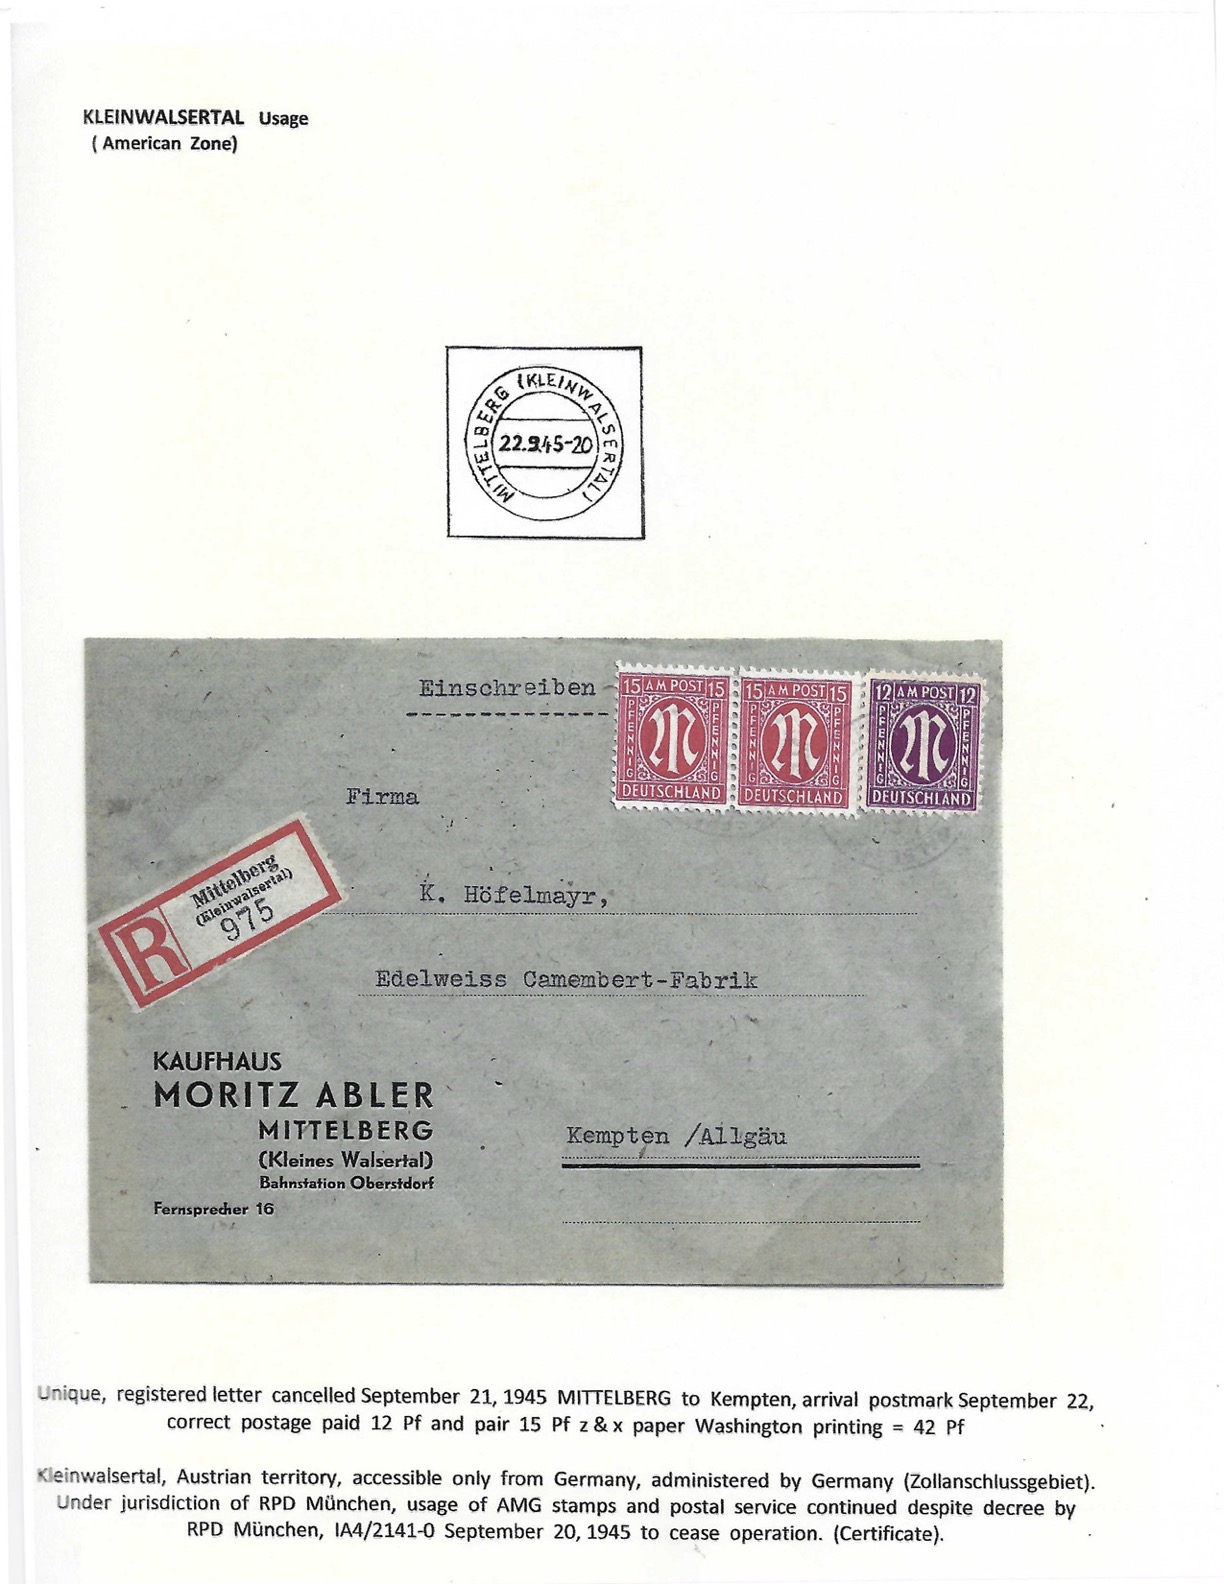 KLEINWALSERTAL Usage
( American Zone)
MITTELBERG (KLEINWALSERTAL)
22.9.45-20
Einschreiben
15 AM POST 15
PFENNIG PFENNIG
DEUTSCHLAND
15 AM POST 15
PFENNIG PFENNIG
DEUTSCHLAND
12 AM POST 12
PFENNIG PFENNIG
DEUTSCHLAND
Firma
R
Mittelberg
(Kleinwalsertal)
975
K. Höfelmayr,
Edelweiss Camembert-Fabrik
KAUFHAUS
MORITZ ABLER
MITTELBERG
(Kleines Walsertal)
Bahnstation Oberstdorf
Fernsprecher 16
Kempten /Allgäu
Unique, registered letter cancelled September 21, 1945 MITTELBERG to Kempten, arrival postmark September 22,
correct postage paid 12 Pf and pair 15 Pf z & x paper Washington printing = 42 Pf
Kleinwalsertal, Austrian territory, accessible only from Germany, administered by Germany (Zollanschlussgebiet).
Under jurisdiction of RPD München, usage of AMG stamps and postal service continued despite decree by
RPD München, IA4/2141-0 September 20, 1945 to cease operation. (Certificate).